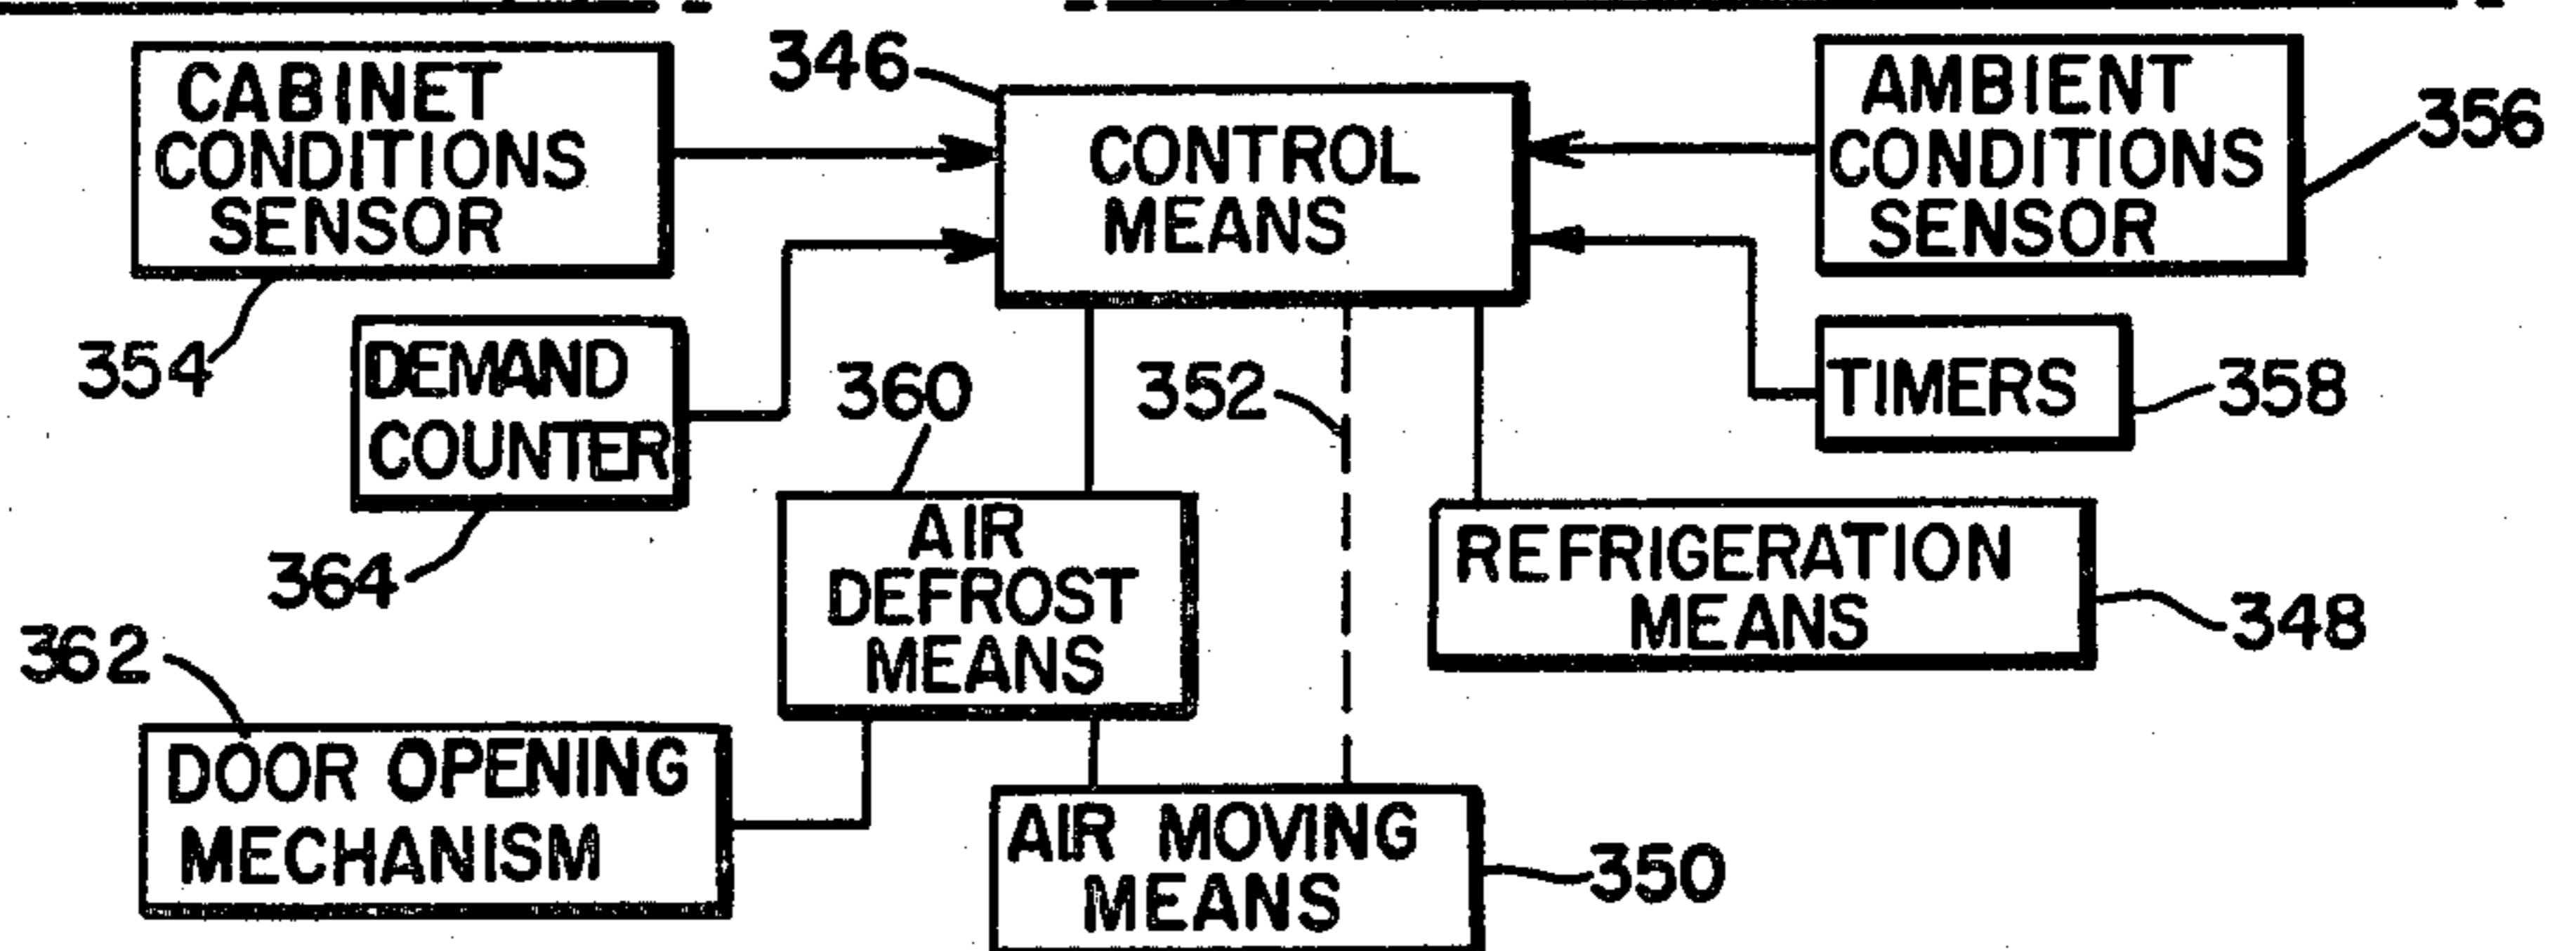 346
CABINET
CONDITIONS
SENSOR
354
CONTROL
MEANS
AMBIENT
CONDITIONS
SENSOR
356
DEMAND
COUNTER
364
360
352
TIMERS
358
AIR
DEFROST
MEANS
REFRIGERATION
MEANS
348
362
DOOR OPENING
MECHANISM
AIR MOVING
MEANS
350